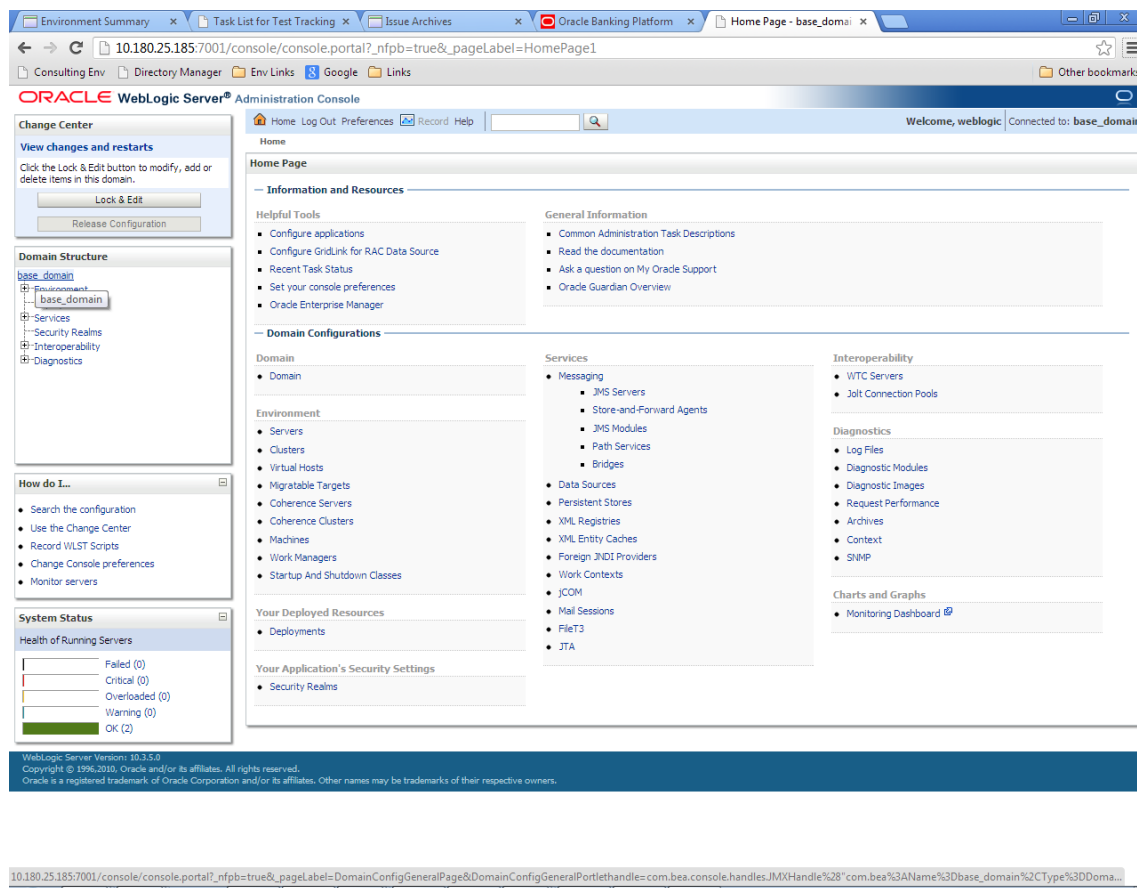 Environment Summary
Task List for Test Tracking
Issue Archives
Oracle Banking Platform
Home Page - base_domai
10.180.25.185:7001/console/console.portal?_nfpb=true&_pageLabel=HomePage1
Consulting Env
Directory Manager
Env Links
Google
Links
Other bookmarks
ORACLE WebLogic Server® Administration Console
Change Center
View changes and restarts
Click the Lock & Edit button to modify, add or
delete items in this domain.
Lock & Edit
Release Configuration
Domain Structure
base_domain
Environment
base_domain
Services
Security Realms
Interoperability
Diagnostics
How do I...
Search the configuration
Use the Change Center
Record WLST Scripts
Change Console preferences
Monitor servers
System Status
Health of Running Servers
Failed (0)
Critical (0)
Overloaded (0)
Warning (0)
OK (2)
Home Log Out Preferences Record Help
Welcome, weblogic
Connected to: base_domain
Home
Home Page
Information and Resources
Helpful Tools
Configure applications
Configure GridLink for RAC Data Source
Recent Task Status
Set your console preferences
Oracle Enterprise Manager
General Information
Common Administration Task Descriptions
Read the documentation
Ask a question on My Oracle Support
Oracle Guardian Overview
Domain Configurations
Domain
Domain
Environment
Servers
Clusters
Virtual Hosts
Migratable Targets
Coherence Servers
Coherence Clusters
Machines
Work Managers
Startup And Shutdown Classes
Your Deployed Resources
Deployments
Your Application's Security Settings
Security Realms
Services
Messaging
JMS Servers
Store-and-Forward Agents
JMS Modules
Path Services
Bridges
Data Sources
Persistent Stores
XML Registries
XML Entity Caches
Foreign JNDI Providers
Work Contexts
jCOM
Mail Sessions
FileT3
JTA
Interoperability
WTC Servers
Jolt Connection Pools
Diagnostics
Log Files
Diagnostic Modules
Diagnostic Images
Request Performance
Archives
Context
SNMP
Charts and Graphs
Monitoring Dashboard
WebLogic Server Version: 10.3.5.0
Copyright © 1996,2010, Oracle and/or its affiliates. All rights reserved.
Oracle is a registered trademark of Oracle Corporation and/or its affiliates. Other names may be trademarks of their respective owners.
10.180.25.185:7001/console/console.portal?_nfpb=true&_pageLabel=DomainConfigGeneralPage&DomainConfigGeneralPortlethandle=com.bea.console.handles.JMXHandle%28"com.bea%3AName%3Dbase_domain%2CType%3DDoma...